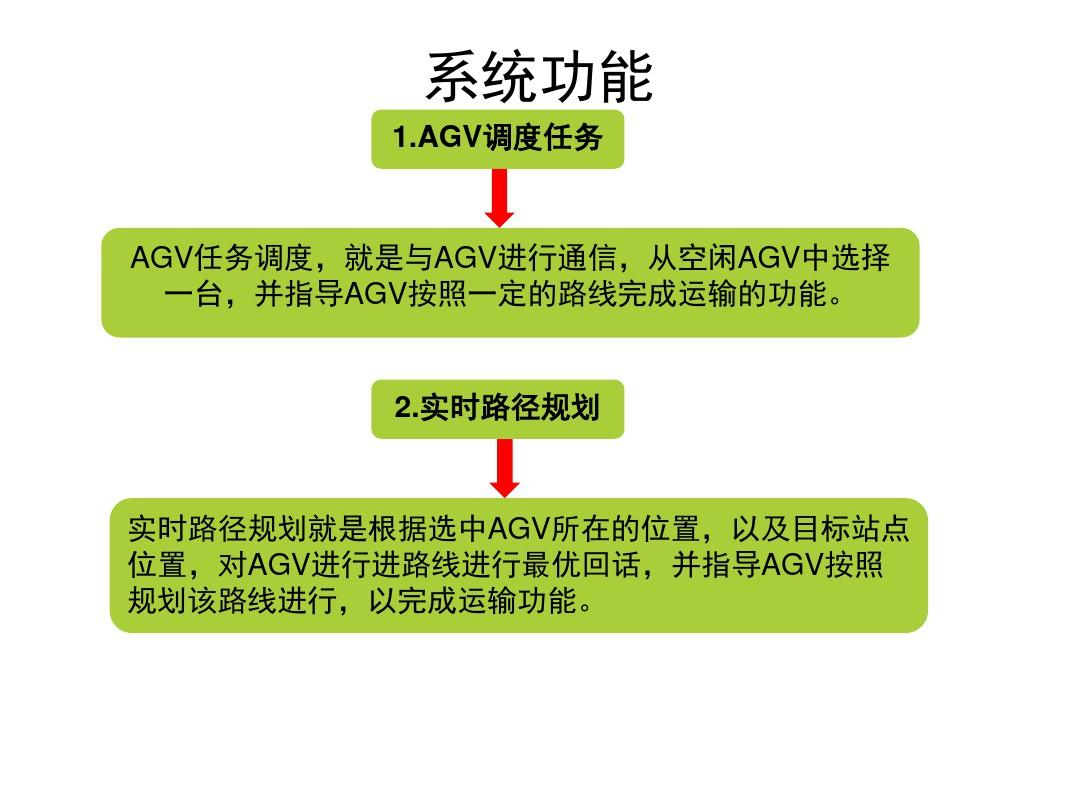 系统功能
1.AGV调度任务
AGV任务调度，就是与AGV进行通信，从空闲AGV中选择
一台，并指导AGV按照一定的路线完成运输的功能。
2.实时路径规划
实时路径规划就是根据选中AGV所在的位置，以及目标站点
位置，对AGV进行进路线进行最优回话，并指导AGV按照
规划该路线进行，以完成运输功能。